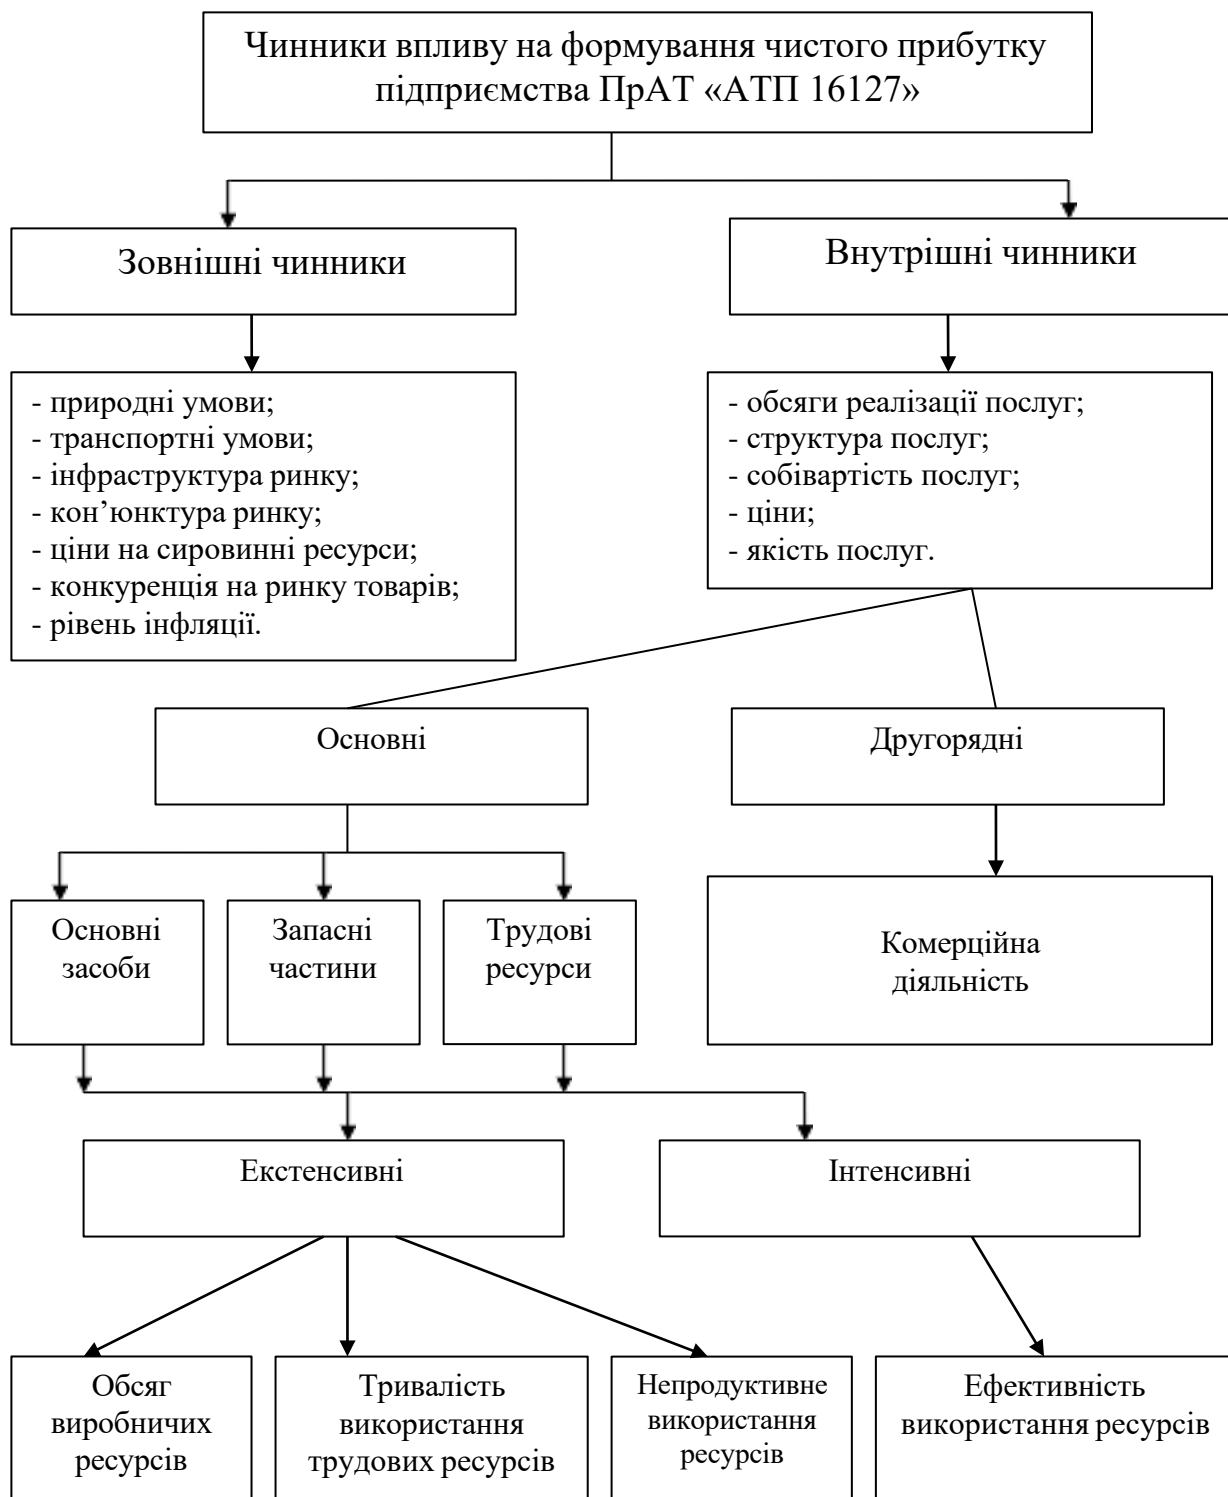 Чинники впливу на формування чистого прибутку
підприємства ПрАТ «АТП 16127»
Зовнішні чинники
Внутрішні чинники
- природні умови;
- транспортні умови;
- інфраструктура ринку;
- кон’юнктура ринку;
- ціни на сировинні ресурси;
- конкуренція на ринку товарів;
- рівень інфляції.
- обсяги реалізації послуг;
- структура послуг;
- собівартість послуг;
- ціни;
- якість послуг.
Основні
Другорядні
Основні
засоби
Запасні
частини
Трудові
ресурси
Комерційна
діяльність
Екстенсивні
Інтенсивні
Обсяг
виробничих
ресурсів
Тривалість
використання
трудових ресурсів
Непродуктивне
використання
ресурсів
Ефективність
використання ресурсів